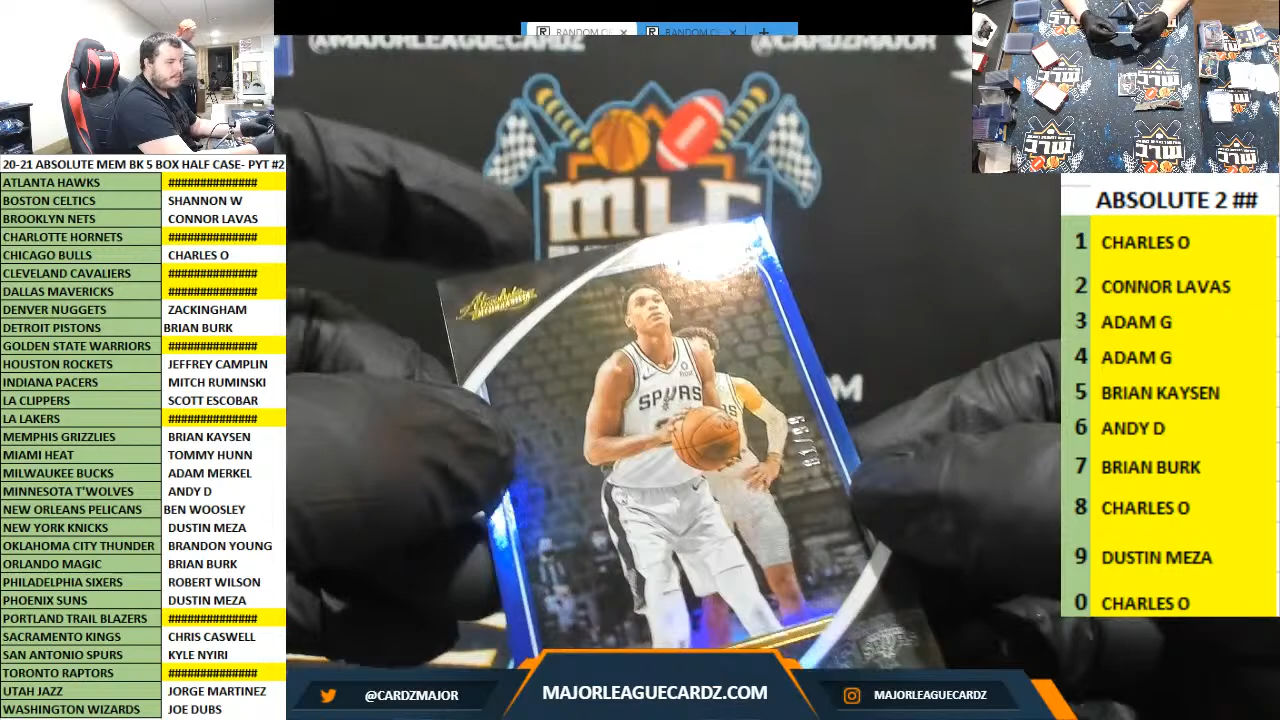 RANDOM
RANDOM
@MAJORLEAGUECARDZ
@CARDZMAJOR
20-21 ABSOLUTE MEM BK 5 BOX HALF CASE- PYT #2
ATLANTA HAWKS ##############
BOSTON CELTICS SHANNON W
BROOKLYN NETS CONNOR LAVAS
CHARLOTTE HORNETS ##############
CHICAGO BULLS CHARLES O
CLEVELAND CAVALIERS ##############
DALLAS MAVERICKS ##############
DENVER NUGGETS ZACKINGHAM
DETROIT PISTONS BRIAN BURK
GOLDEN STATE WARRIORS ##############
HOUSTON ROCKETS JEFFREY CAMPLIN
INDIANA PACERS MITCH RUMINSKI
LA CLIPPERS SCOTT ESCOBAR
LA LAKERS ##############
MEMPHIS GRIZZLIES BRIAN KAYSEN
MIAMI HEAT TOMMY HUNN
MILWAUKEE BUCKS ADAM MERKEL
MINNESOTA T'WOLVES ANDY D
NEW ORLEANS PELICANS BEN WOOSLEY
NEW YORK KNICKS DUSTIN MEZA
OKLAHOMA CITY THUNDER BRANDON YOUNG
ORLANDO MAGIC BRIAN BURK
PHILADELPHIA SIXERS ROBERT WILSON
PHOENIX SUNS DUSTIN MEZA
PORTLAND TRAIL BLAZERS ##############
SACRAMENTO KINGS CHRIS CASWELL
SAN ANTONIO SPURS KYLE NYIRI
TORONTO RAPTORS ##############
UTAH JAZZ JORGE MARTINEZ
WASHINGTON WIZARDS JOE DUBS
Absolute
MEMORABILIA
SPURS
81/99
ABSOLUTE 2 ##
1 CHARLES O
2 CONNOR LAVAS
3 ADAM G
4 ADAM G
5 BRIAN KAYSEN
6 ANDY D
7 BRIAN BURK
8 CHARLES O
9 DUSTIN MEZA
0 CHARLES O
@CARDZMAJOR
MAJORLEAGUECARDZ.COM
MAJORLEAGUECARDZ